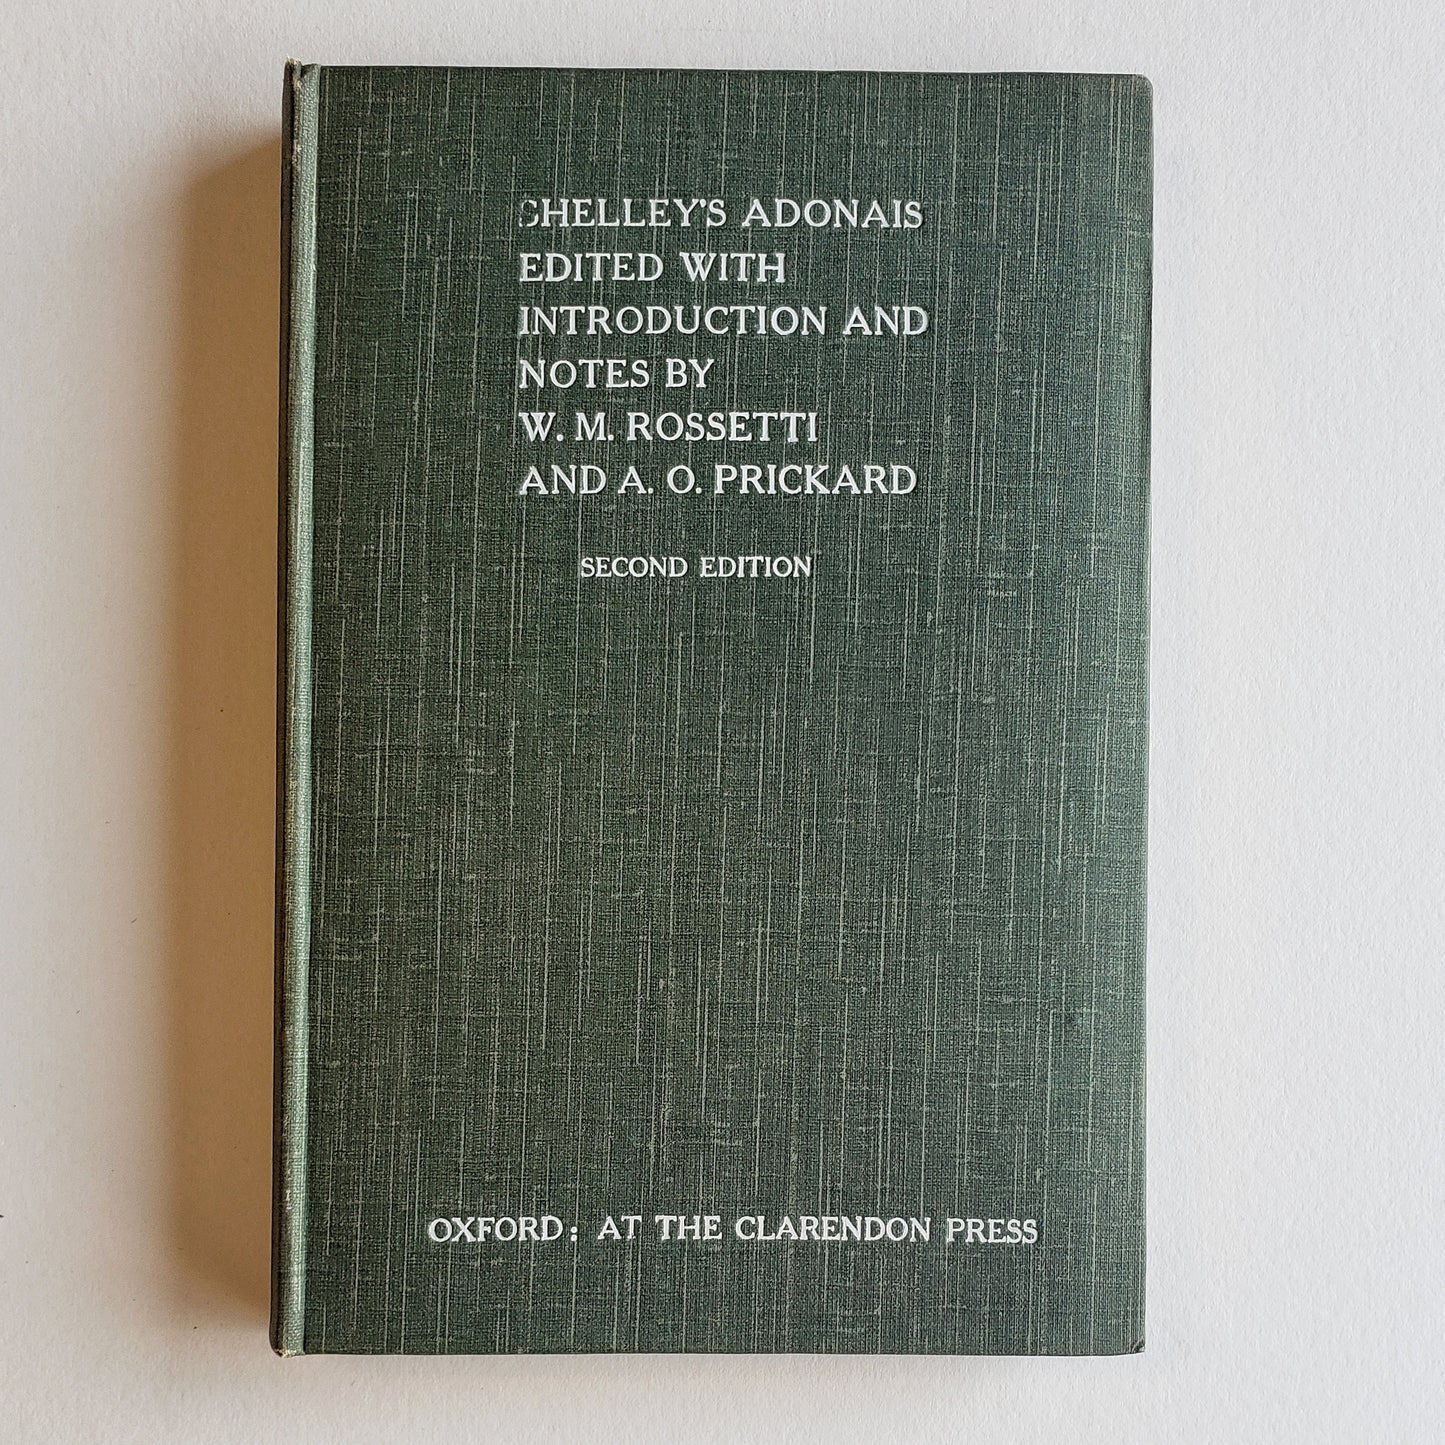 SHELLEY'S ADONAIS
EDITED WITH
INTRODUCTION AND
NOTES BY
W. M. ROSSETTI
AND A. O. PRICKARD
SECOND EDITION
OXFORD: AT THE CLARENDON PRESS